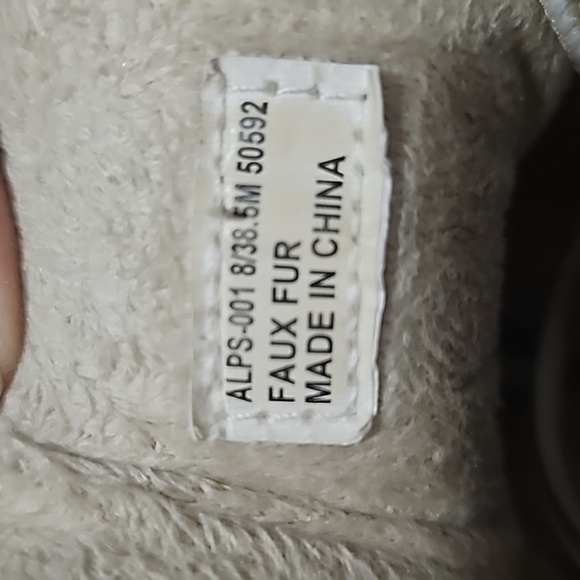 ALPS-001 8/38.5M 50592
FAUX FUR
MADE IN CHINA